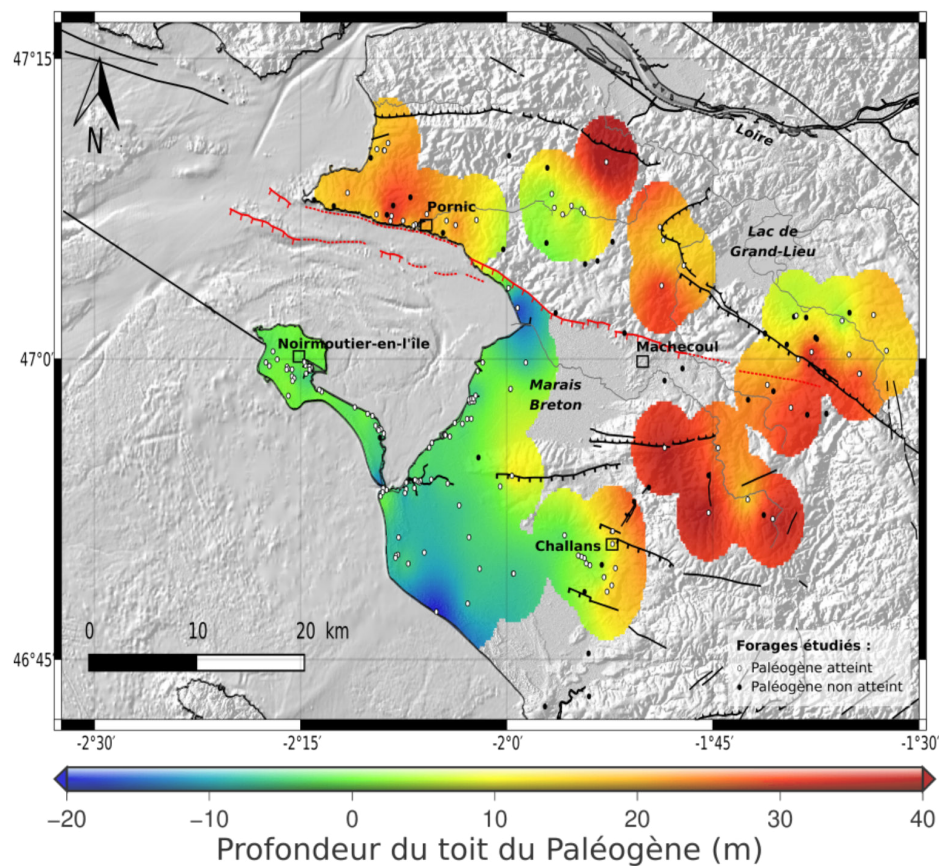 47°15'
N
Loire
Pornic
Lac de
Grand-Lieu
Noirmoutier-en-l'île
47°0'
Machecoul
Marais
Breton
Challans
0 10 20 km
Forages étudiés :
Paléogène atteint
Paléogène non atteint
46°45'
-2°30' -2°15' -2°0' -1°45' -1°30'
−20 −10 0 10 20 30 40
Profondeur du toit du Paléogène (m)